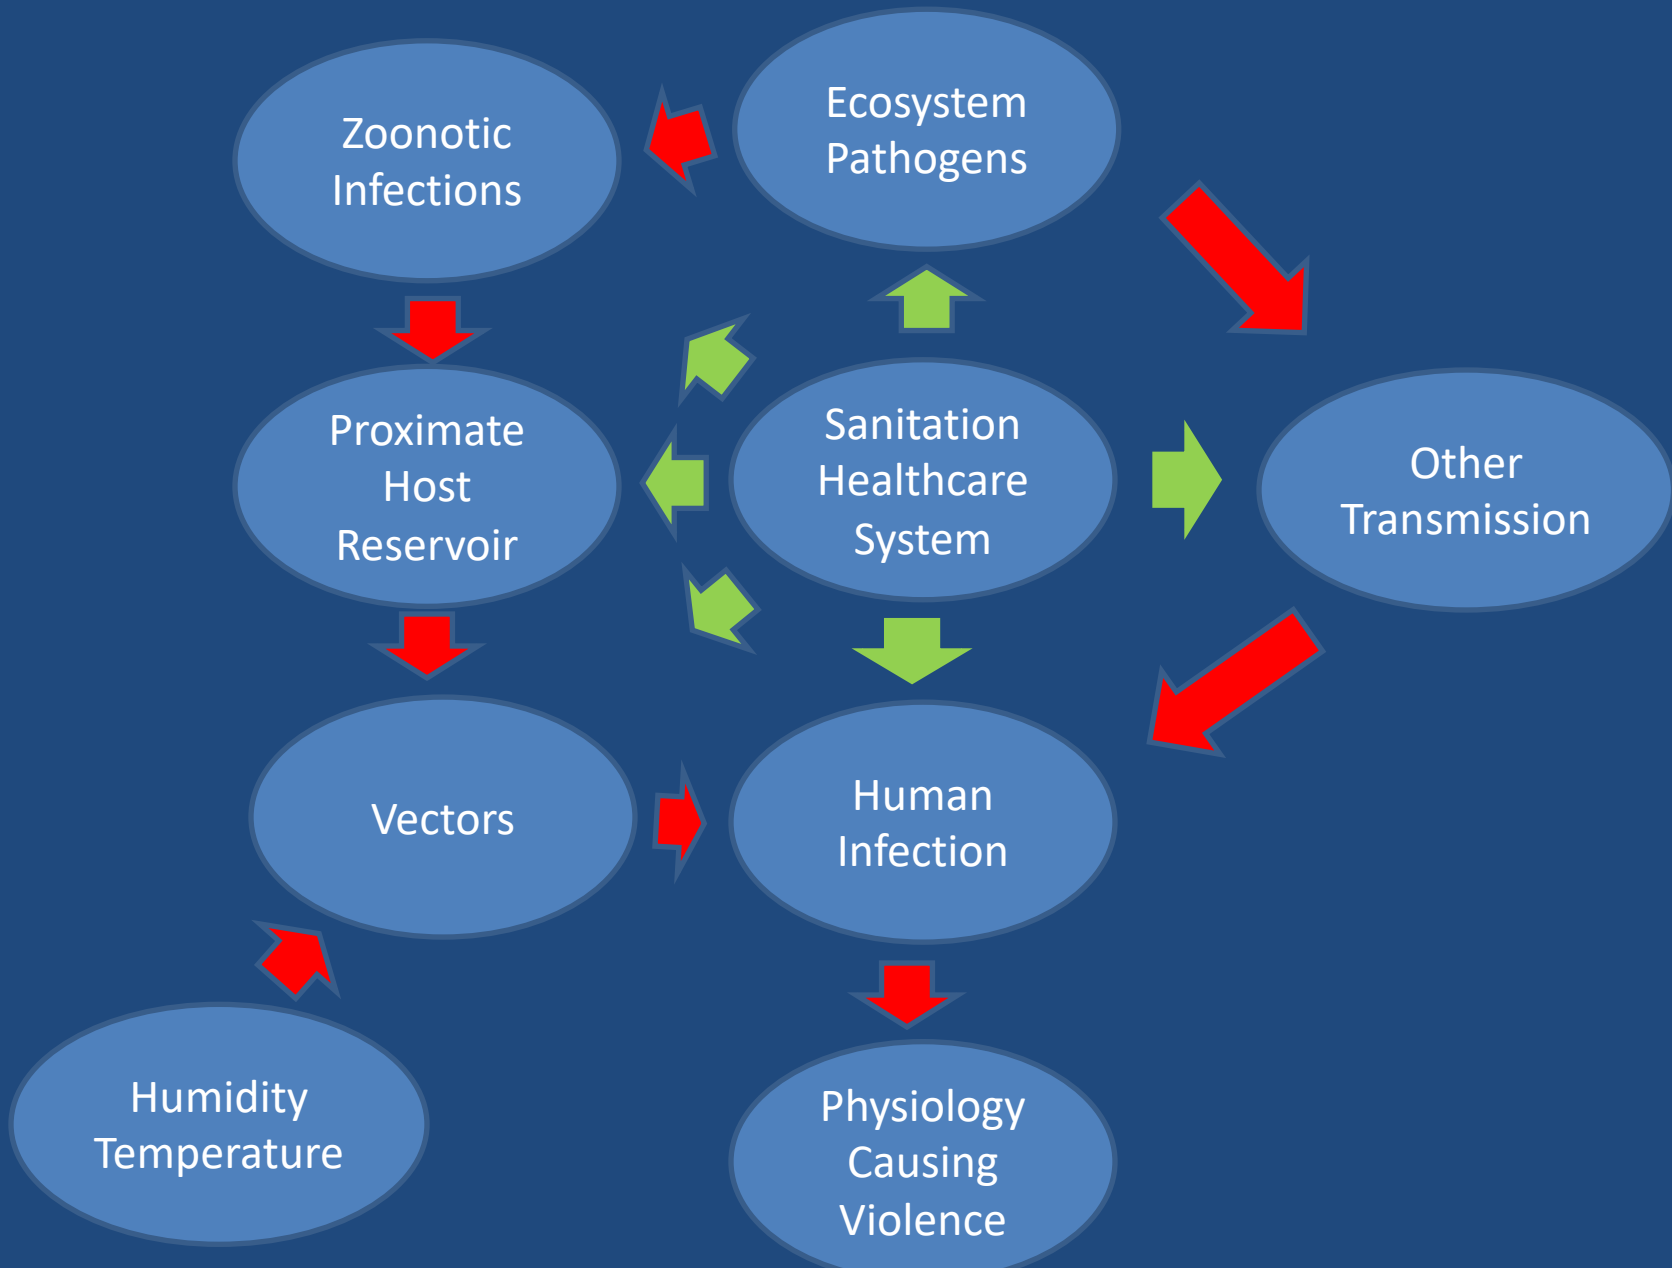 Zoonotic
Infections
Ecosystem
Pathogens
Proximate
Host
Reservoir
Sanitation
Healthcare
System
Other
Transmission
Vectors
Human
Infection
Humidity
Temperature
Physiology
Causing
Violence